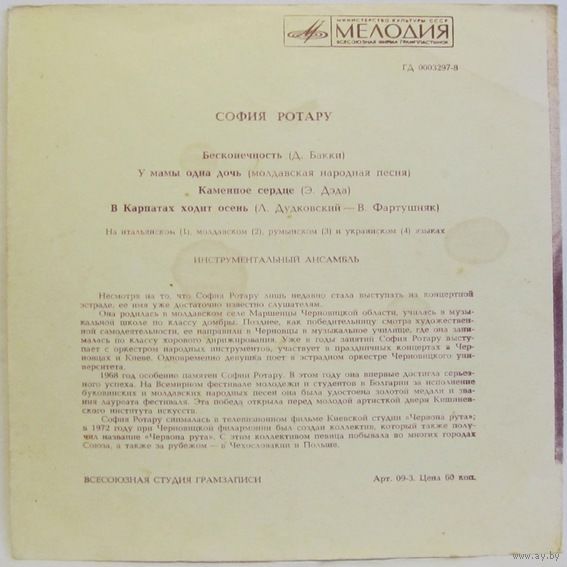 МИНИСТЕРСТВО КУЛЬТУРЫ СССР
МЕЛОДИЯ
ВСЕСОЮЗНАЯ ФИРМА ГРАМПЛАСТИНОК
ГД 0003297-8
СОФИЯ РОТАРУ
Бесконечность (Д. Бакки)
У мамы одна дочь (молдавская народная песня)
Каменное сердце (Э. Дэда)
В Карпатах ходит осень (Л. Дудковский — В. Фартушняк)
На итальянском (1), молдавском (2), румынском (3) и украинском (4) языках
ИНСТРУМЕНТАЛЬНЫЙ АНСАМБЛЬ
Несмотря на то, что София Ротару лишь недавно стала выступать на концертной
эстраде, ее имя уже достаточно известно слушателям.
Она родилась в молдавском селе Маршенцы Черновицкой области, училась в музы-
кальной школе по классу домбры. Позднее, как победительницу смотра художествен-
ной самодеятельности, ее направили в Черновцы в музыкальное училище, где она зани-
малась по классу хорового дирижирования. Уже в годы занятий София Ротару высту-
пает с оркестром народных инструментов, участвует в праздничных концертах в Чер-
новцах и Киеве. Одновременно девушка поет в эстрадном оркестре Черновицкого уни-
верситета.
1968 год особенно памятен Софии Ротару. В этом году она впервые достигла серьез-
ного успеха. На Всемирном фестивале молодежи и студентов в Болгарии за исполнение
буковинских и молдавских народных песен она была удостоена золотой медали и зва-
ния лауреата фестиваля. Эта победа открыла перед молодой артисткой двери Кишинев-
ского института искусств...
София Ротару снималась в телевизионном фильме Киевской студии «Червона рута»;
в 1972 году при Черновицкой филармонии был создан коллектив, который также полу-
чил название «Червона рута». С этим коллективом певица побывала во многих городах
Союза, а также за рубежом — в Чехословакии и Польше.
ВСЕСОЮЗНАЯ СТУДИЯ ГРАМЗАПИСИ
Арт. 09-3. Цена 60 коп.
www.ay.by